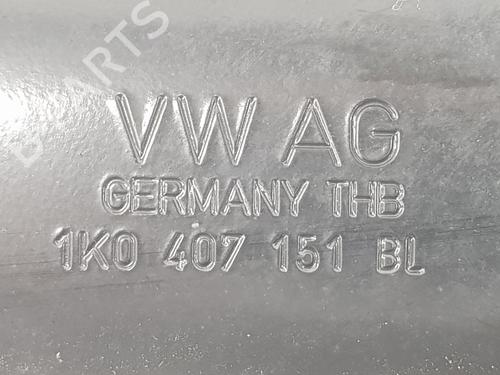 VW AG
GERMANY THB
1K0 407 151 BL